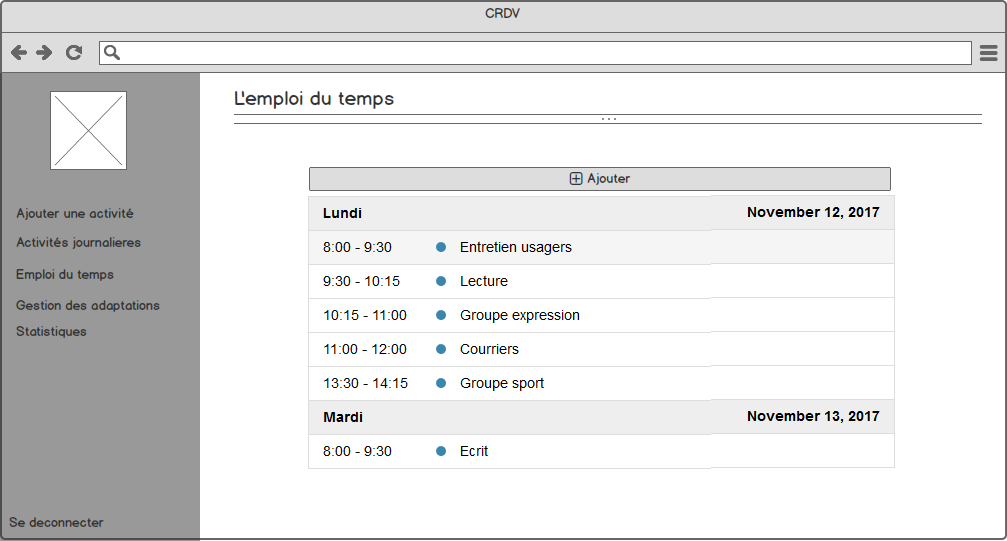 CRDV
L'emploi du temps
Ajouter
Ajouter une activité
Activités journalieres
Emploi du temps
Gestion des adaptations
Statistiques
Se deconnecter
Lundi November 12, 2017
8:00 - 9:30 Entretien usagers
9:30 - 10:15 Lecture
10:15 - 11:00 Groupe expression
11:00 - 12:00 Courriers
13:30 - 14:15 Groupe sport
Mardi November 13, 2017
8:00 - 9:30 Ecrit